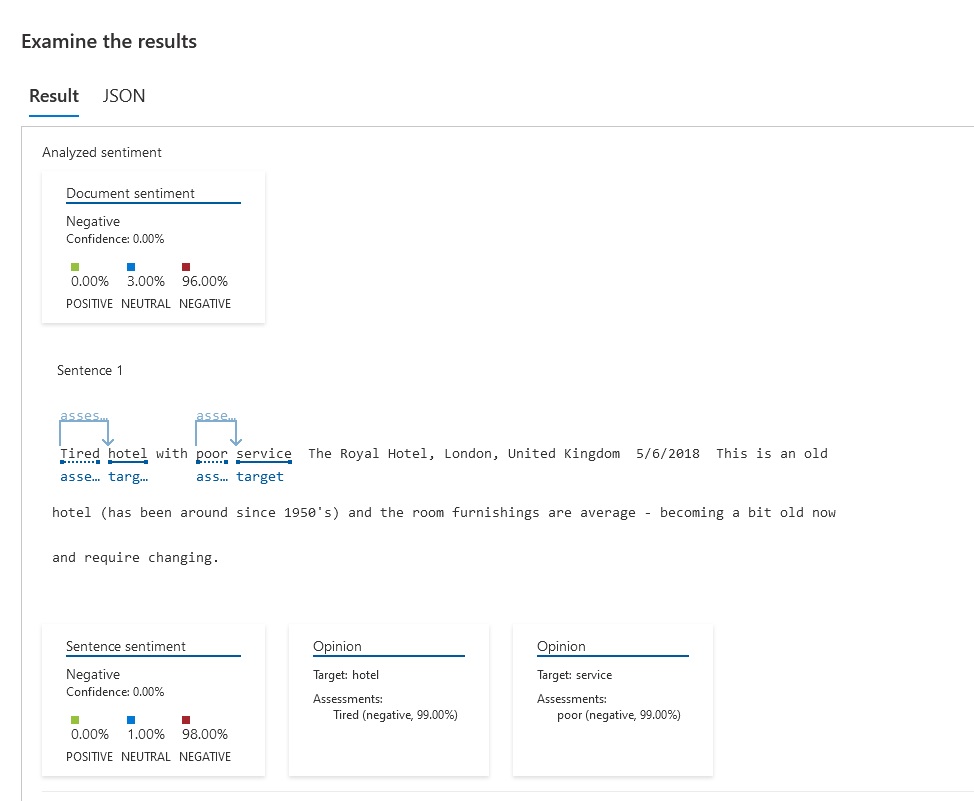 Examine the results
Result JSON
Analyzed sentiment
Document sentiment
Negative
Confidence: 0.00%
0.00% 3.00% 96.00%
POSITIVE NEUTRAL NEGATIVE
Sentence 1
asses… asse…
Tired hotel with poor service The Royal Hotel, London, United Kingdom 5/6/2018 This is an old
asse… targ… ass… target
hotel (has been around since 1950's) and the room furnishings are average - becoming a bit old now
and require changing.
Sentence sentiment
Negative
Confidence: 0.00%
0.00% 1.00% 98.00%
POSITIVE NEUTRAL NEGATIVE
Opinion
Target: hotel
Assessments:
Tired (negative, 99.00%)
Opinion
Target: service
Assessments:
poor (negative, 99.00%)